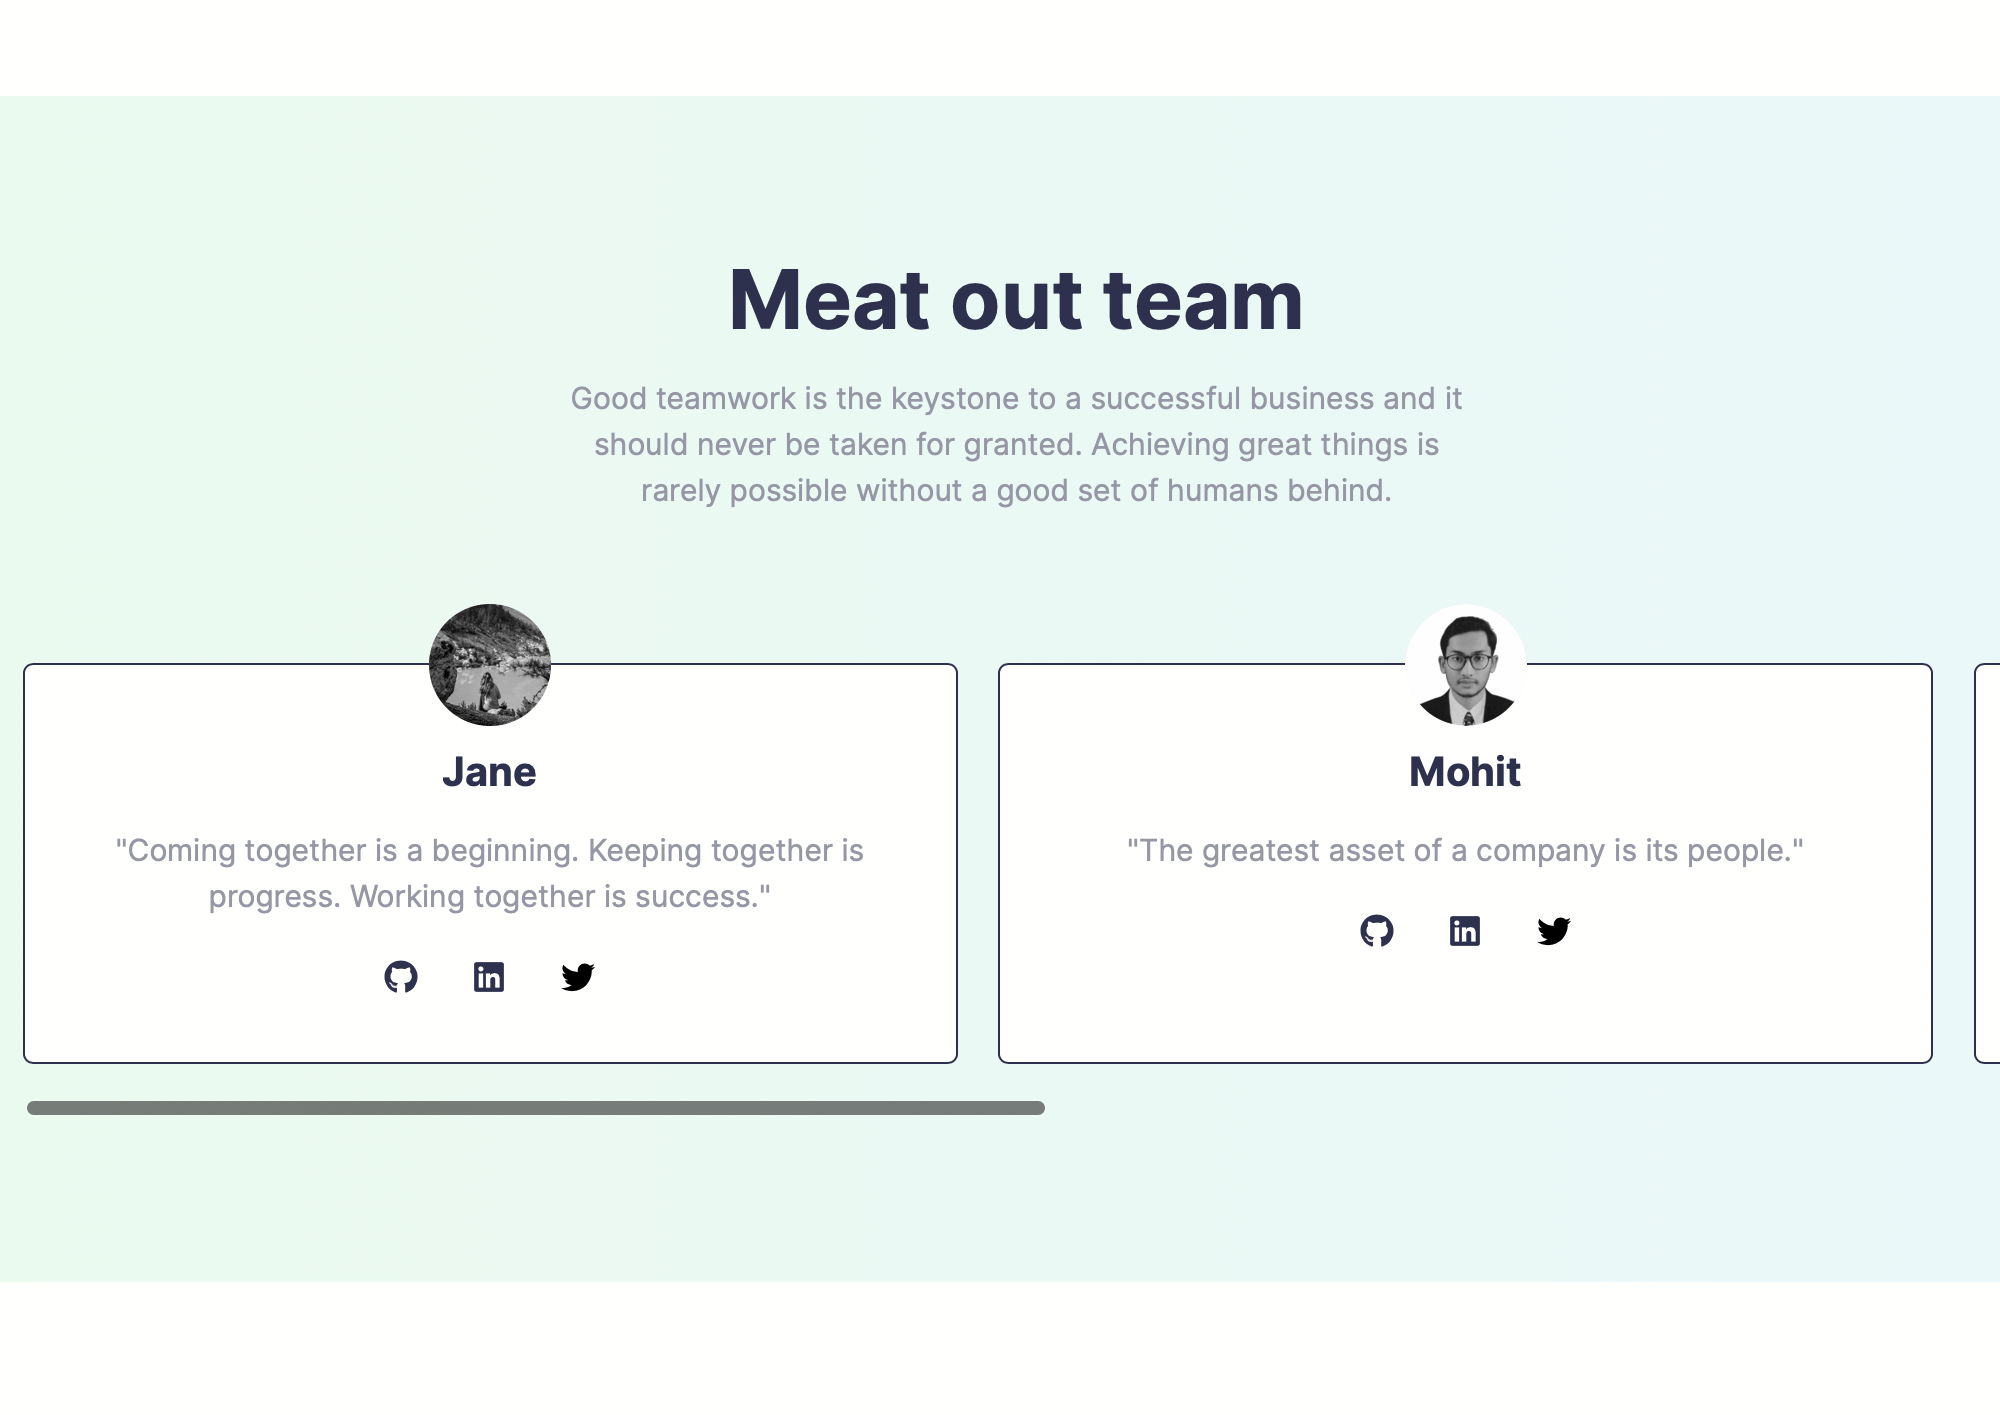 Meat out team
Good teamwork is the keystone to a successful business and it
should never be taken for granted. Achieving great things is
rarely possible without a good set of humans behind.
Jane
"Coming together is a beginning. Keeping together is
progress. Working together is success."
Mohit
"The greatest asset of a company is its people."